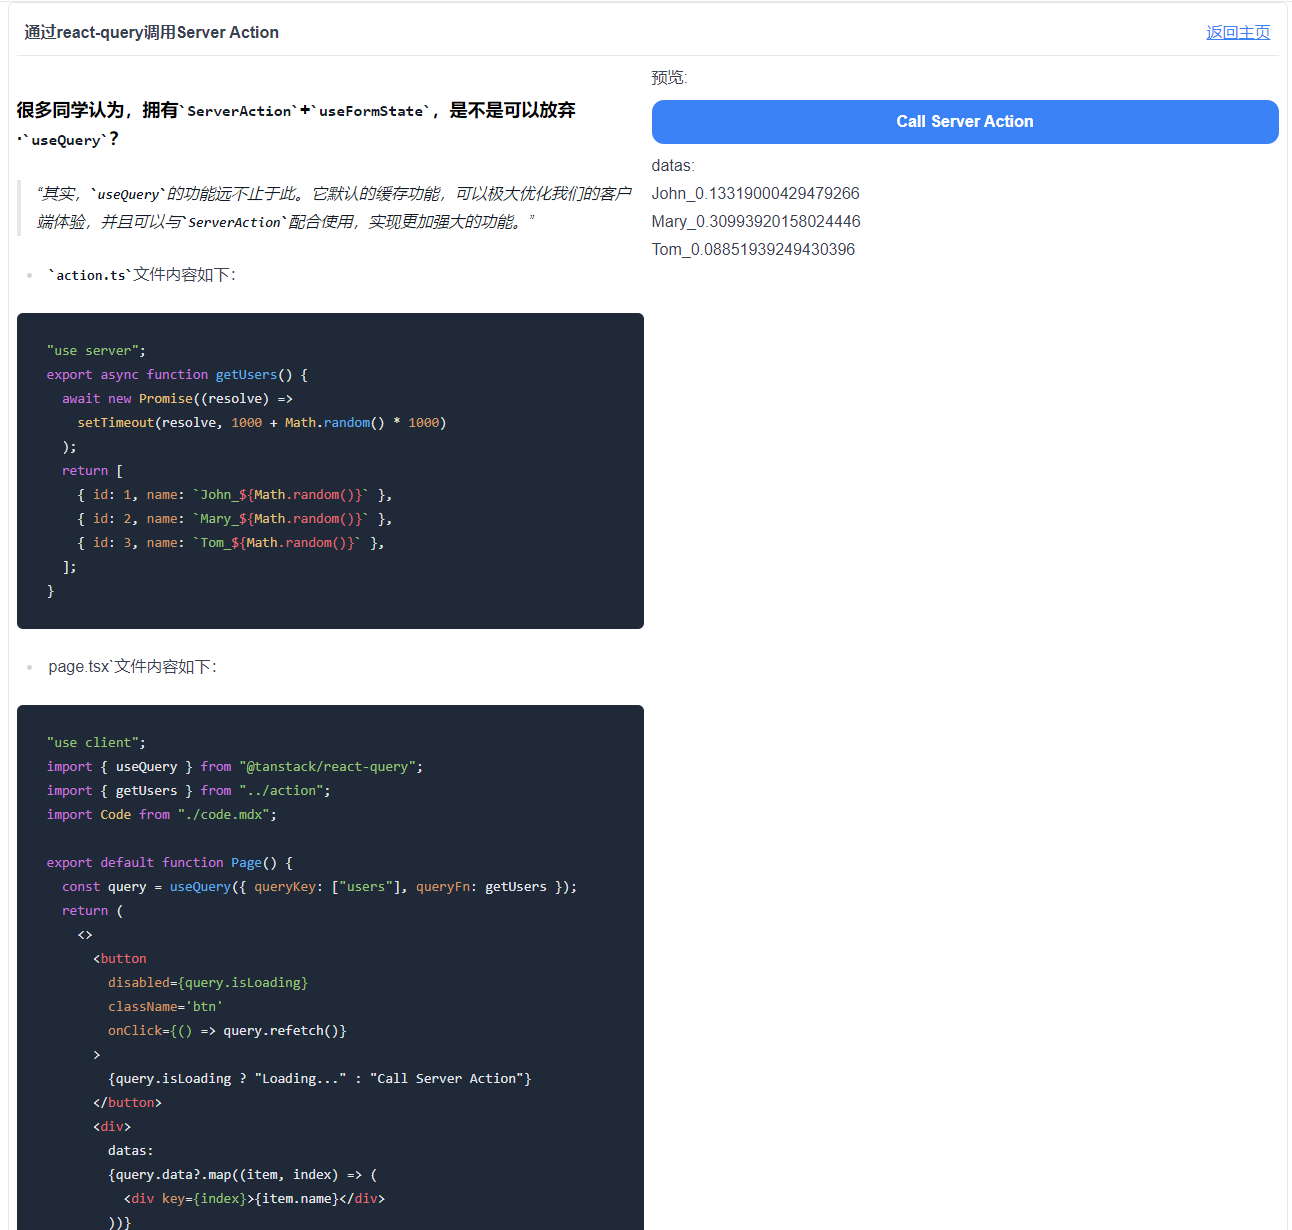 通过react-query调用Server Action
返回主页
很多同学认为，拥有`ServerAction`+`useFormState`，是不是可以放弃
·`useQuery`？
“其实，`useQuery`的功能远不止于此。它默认的缓存功能，可以极大优化我们的客户
端体验，并且可以与`ServerAction`配合使用，实现更加强大的功能。”
`action.ts`文件内容如下：
"use server";
export async function getUsers() {
  await new Promise((resolve) =>
    setTimeout(resolve, 1000 + Math.random() * 1000)
  );
  return [
    { id: 1, name: `John_${Math.random()}` },
    { id: 2, name: `Mary_${Math.random()}` },
    { id: 3, name: `Tom_${Math.random()}` },
  ];
}
page.tsx`文件内容如下：
"use client";
import { useQuery } from "@tanstack/react-query";
import { getUsers } from "../action";
import Code from "./code.mdx";
export default function Page() {
  const query = useQuery({ queryKey: ["users"], queryFn: getUsers });
  return (
    <>
      <button
        disabled={query.isLoading}
        className='btn'
        onClick={() => query.refetch()}
      >
        {query.isLoading ? "Loading..." : "Call Server Action"}
      </button>
      <div>
        datas:
        {query.data?.map((item, index) => (
          <div key={index}>{item.name}</div>
        ))}
预览:
Call Server Action
datas:
John_0.13319000429479266
Mary_0.30993920158024446
Tom_0.08851939249430396